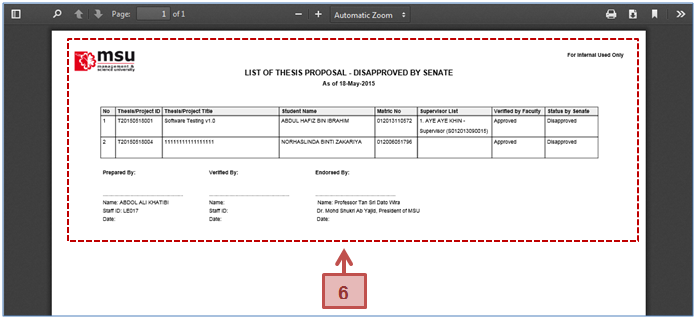 Page: 1 of 1 Automatic Zoom
msu
management &
science university
For Internal Used Only
LIST OF THESIS PROPOSAL - DISAPPROVED BY SENATE
As of 18-May-2015
No Thesis/Project ID Thesis/Project Title Student Name Matric No Supervisor List Verified by Faculty Status by Senate
1 T20150518001 Software Testing v1.0 ABDUL HAFIZ BIN IBRAHIM 012013110572 1. AYE AYE KHIN - Approved Disapproved
Supervisor (S012013090015)
2 T20150518004 11111111111111111 NORHASLINDA BINTI ZAKARIYA 012006051796 Approved Disapproved
Prepared By: Verified By: Endorsed By:
Name: ABDOL ALI KHATIBI Name: Name: Professor Tan Sri Dato Wira
Staff ID: LE017 Staff ID: Dr. Mohd Shukri Ab Yajid, President of MSU
Date: Date: Date:
6